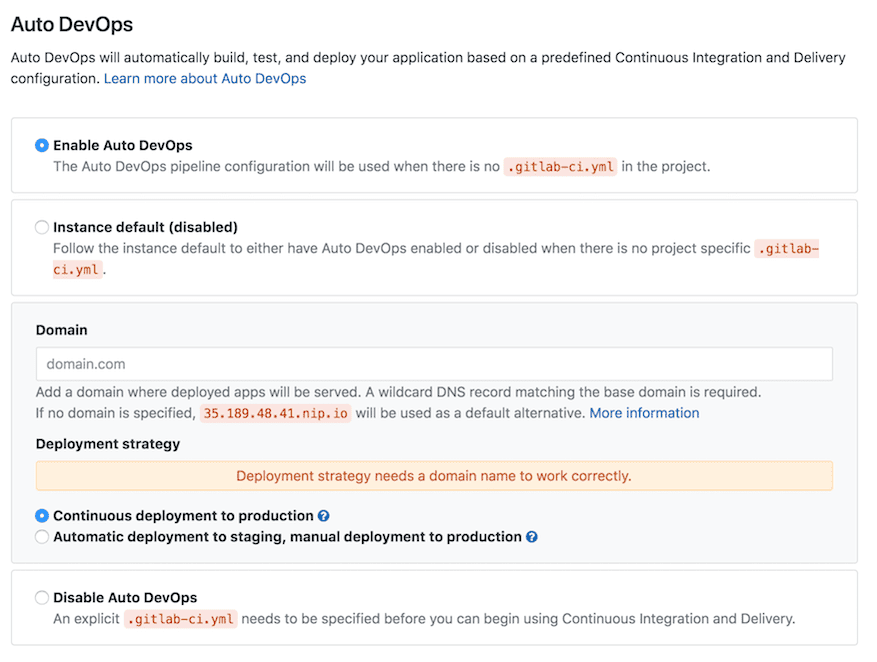 Auto DevOps
Auto DevOps will automatically build, test, and deploy your application based on a predefined Continuous Integration and Delivery
configuration. Learn more about Auto DevOps
Enable Auto DevOps
The Auto DevOps pipeline configuration will be used when there is no .gitlab-ci.yml in the project.
Instance default (disabled)
Follow the instance default to either have Auto DevOps enabled or disabled when there is no project specific .gitlab-
ci.yml.
Domain
domain.com
Add a domain where deployed apps will be served. A wildcard DNS record matching the base domain is required.
If no domain is specified, 35.189.48.41.nip.io will be used as a default alternative. More information
Deployment strategy
Deployment strategy needs a domain name to work correctly.
Continuous deployment to production ?
Automatic deployment to staging, manual deployment to production ?
Disable Auto DevOps
An explicit .gitlab-ci.yml needs to be specified before you can begin using Continuous Integration and Delivery.